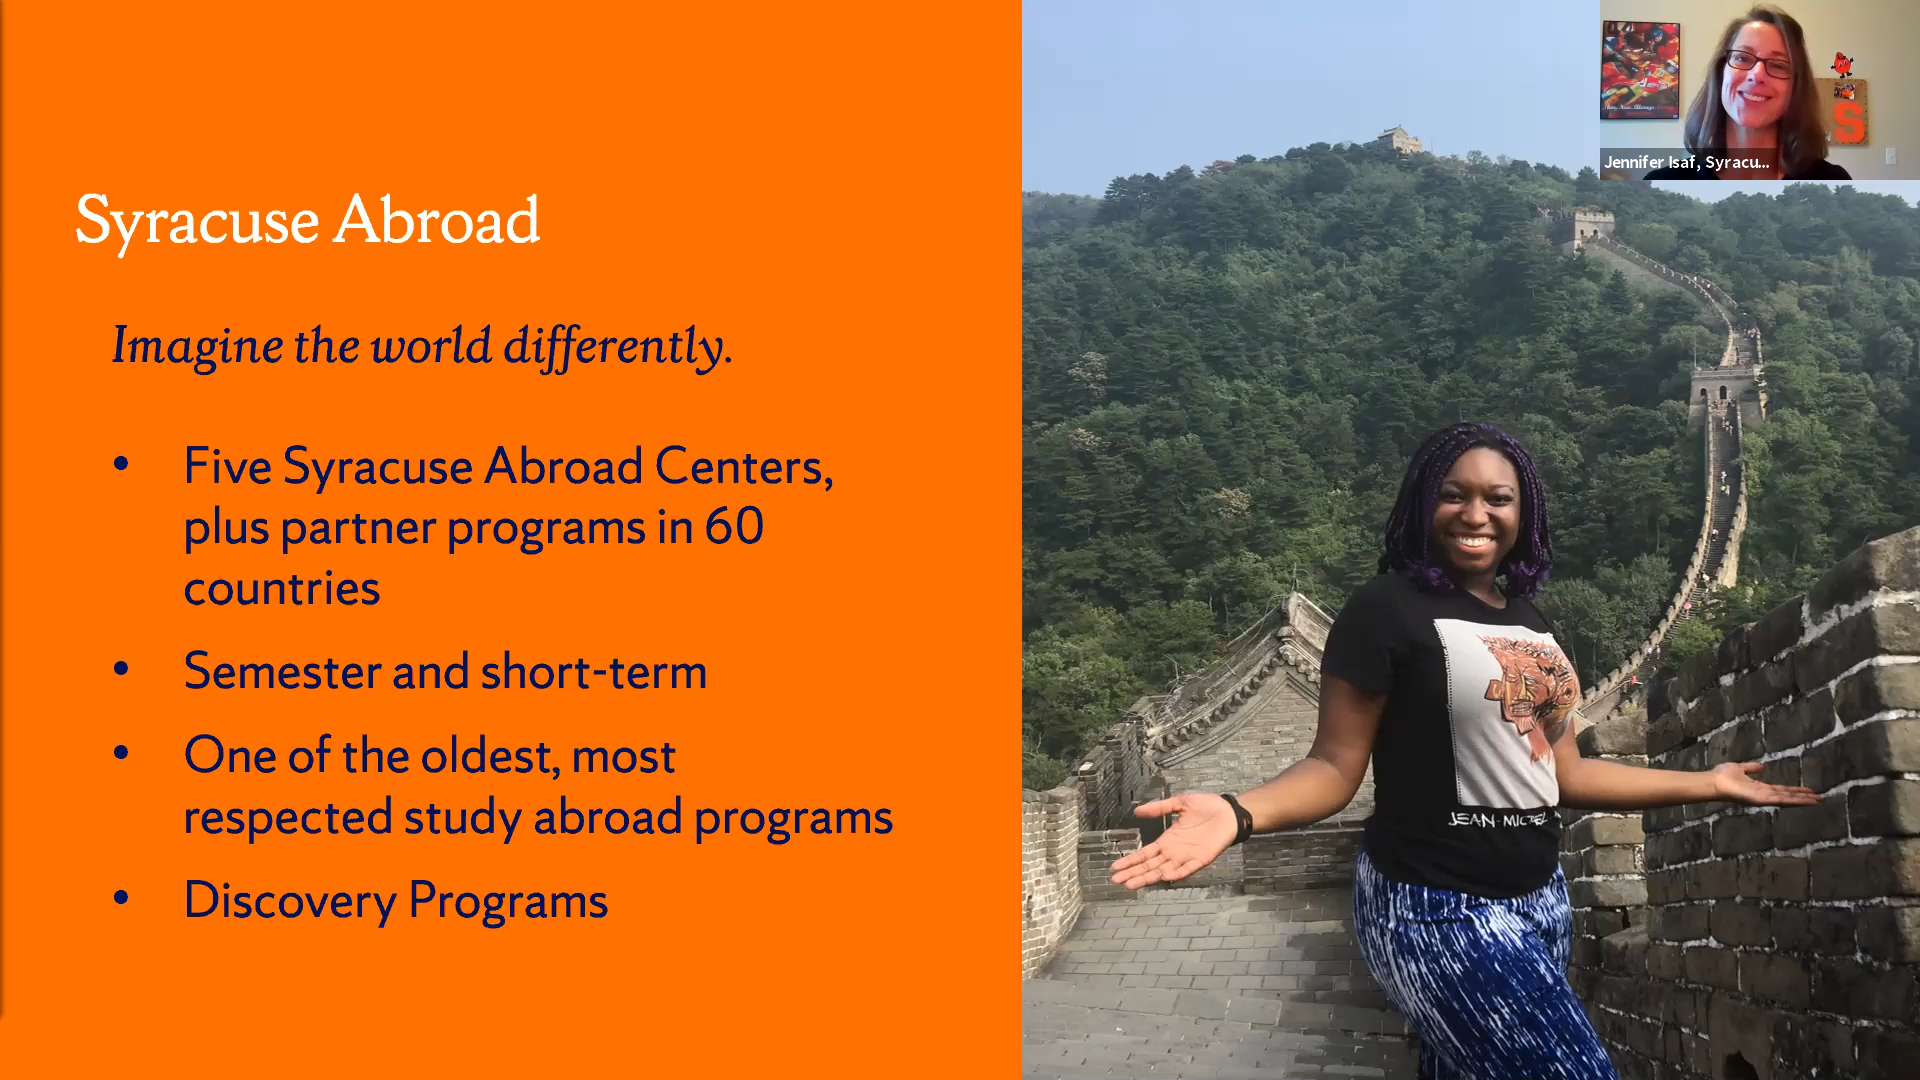 Syracuse Abroad
Imagine the world differently.
• Five Syracuse Abroad Centers,
plus partner programs in 60
countries
• Semester and short-term
• One of the oldest, most
respected study abroad programs
• Discovery Programs
Jennifer Isaf, Syracu...
S
JEAN-MICHEL